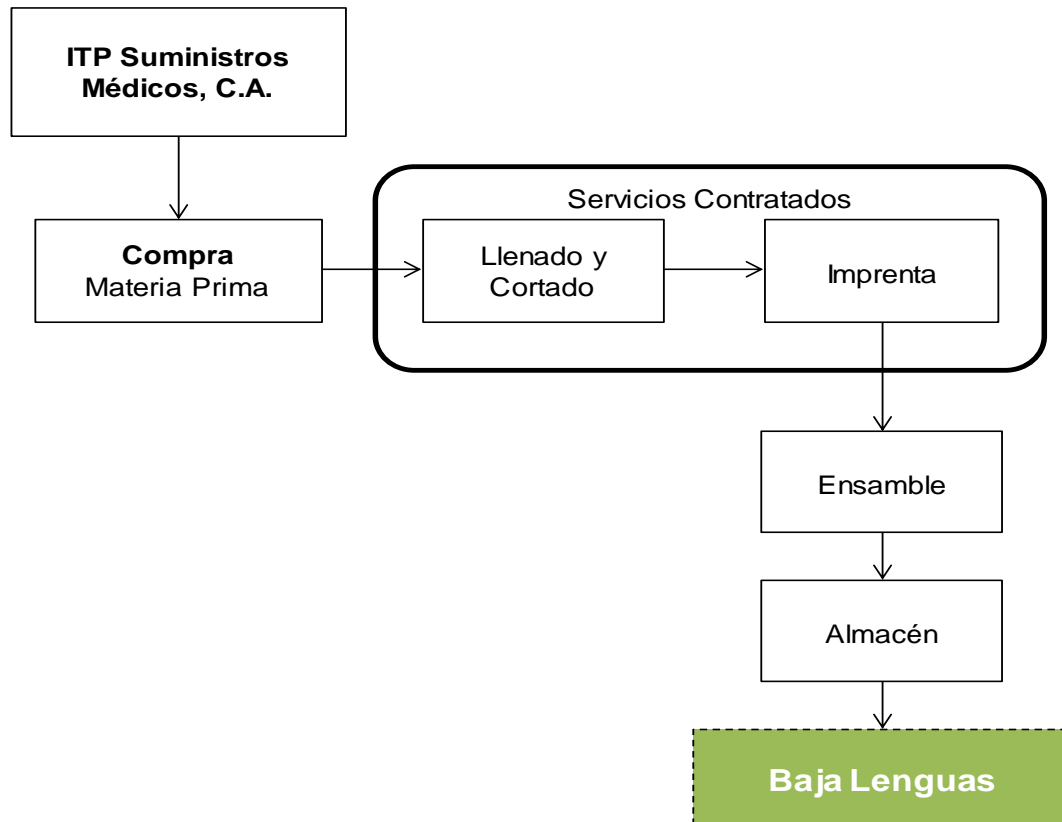 ITP Suministros
Médicos, C.A.
Servicios Contratados
Compra
Materia Prima
Llenado y
Cortado
Imprenta
Ensamble
Almacén
Baja Lenguas